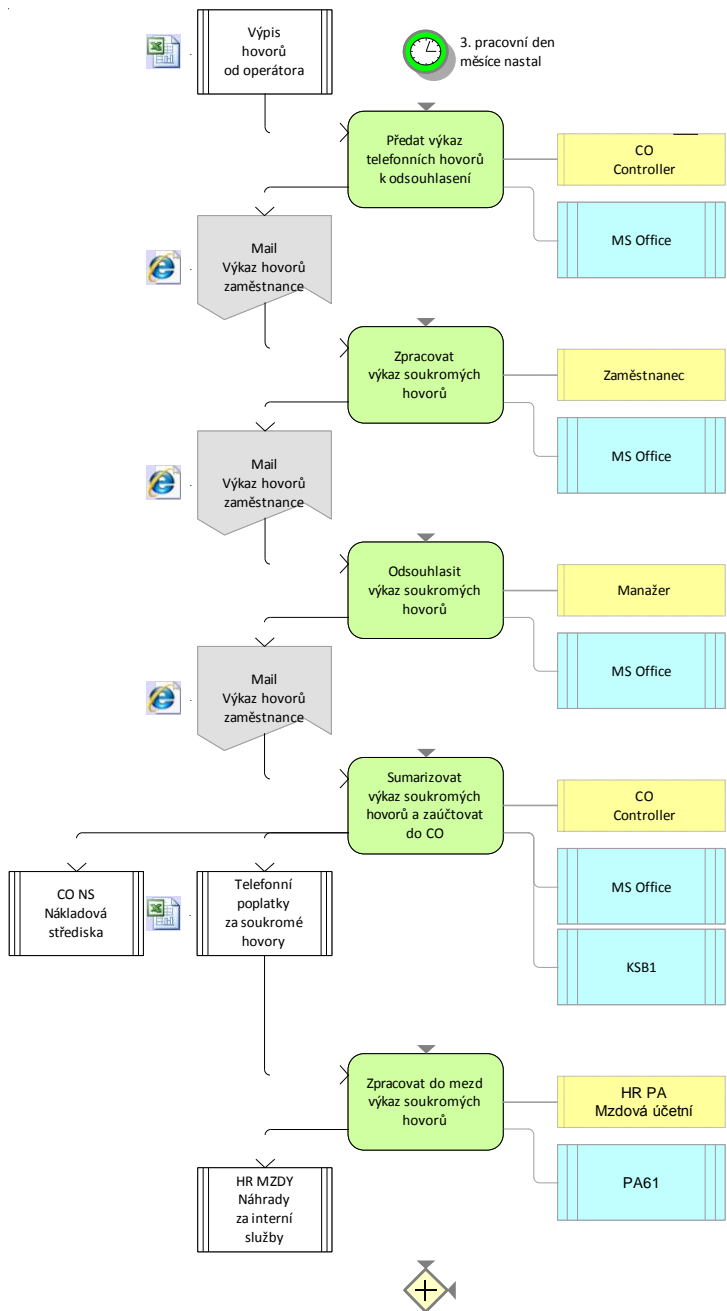 Výpis
hovorů
od operátora
3. pracovní den
měsíce nastal
Předat výkaz
telefonních hovorů
k odsouhlasení
CO
Controller
MS Office
Mail
Výkaz hovorů
zaměstnance
Zpracovat
výkaz soukromých
hovorů
Zaměstnanec
MS Office
Mail
Výkaz hovorů
zaměstnance
Odsouhlasit
výkaz soukromých
hovorů
Manažer
MS Office
Mail
Výkaz hovorů
zaměstnance
Sumarizovat
výkaz soukromých
hovorů a zaúčtovat
do CO
CO
Controller
MS Office
KSB1
CO NS
Nákladová
střediska
Telefonní
poplatky
za soukromé
hovory
Zpracovat do mezd
výkaz soukromých
hovorů
HR PA
Mzdová účetní
PA61
HR MZDY
Náhrady
za interní
služby